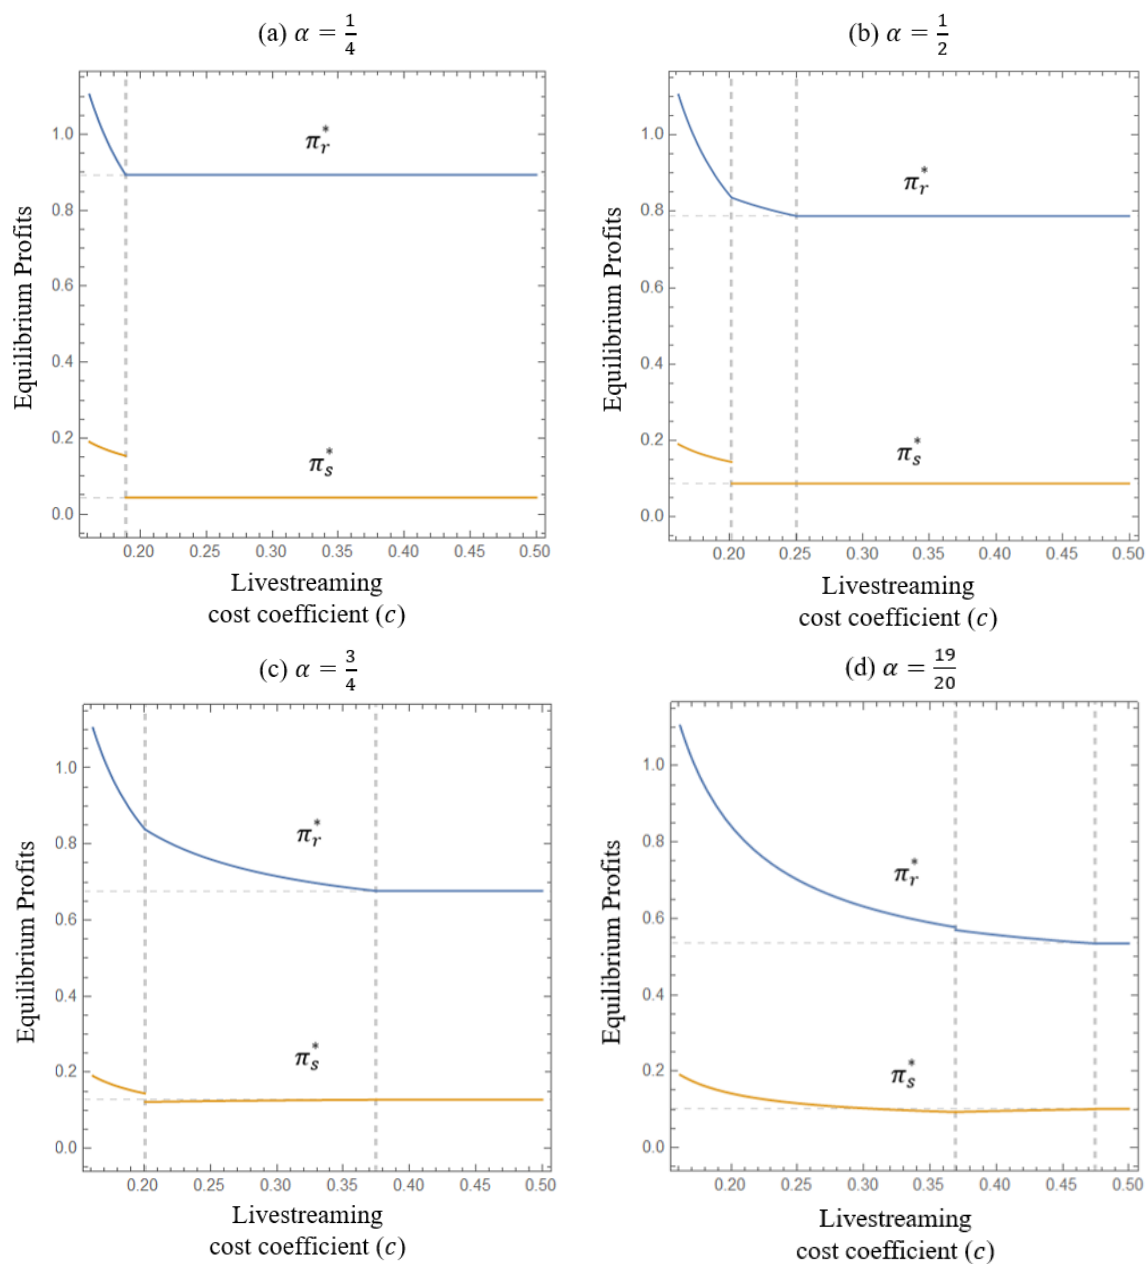 (a) α = 1/4
1.0
0.8
0.6
0.4
0.2
0.0
Equilibrium Profits
π_r^*
π_s^*
0.20 0.25 0.30 0.35 0.40 0.45 0.50
Livestreaming
cost coefficient (c)
(b) α = 1/2
1.0
0.8
0.6
0.4
0.2
0.0
Equilibrium Profits
π_r^*
π_s^*
0.20 0.25 0.30 0.35 0.40 0.45 0.50
Livestreaming
cost coefficient (c)
(c) α = 3/4
1.0
0.8
0.6
0.4
0.2
0.0
Equilibrium Profits
π_r^*
π_s^*
0.20 0.25 0.30 0.35 0.40 0.45 0.50
Livestreaming
cost coefficient (c)
(d) α = 19/20
1.0
0.8
0.6
0.4
0.2
0.0
Equilibrium Profits
π_r^*
π_s^*
0.20 0.25 0.30 0.35 0.40 0.45 0.50
Livestreaming
cost coefficient (c)